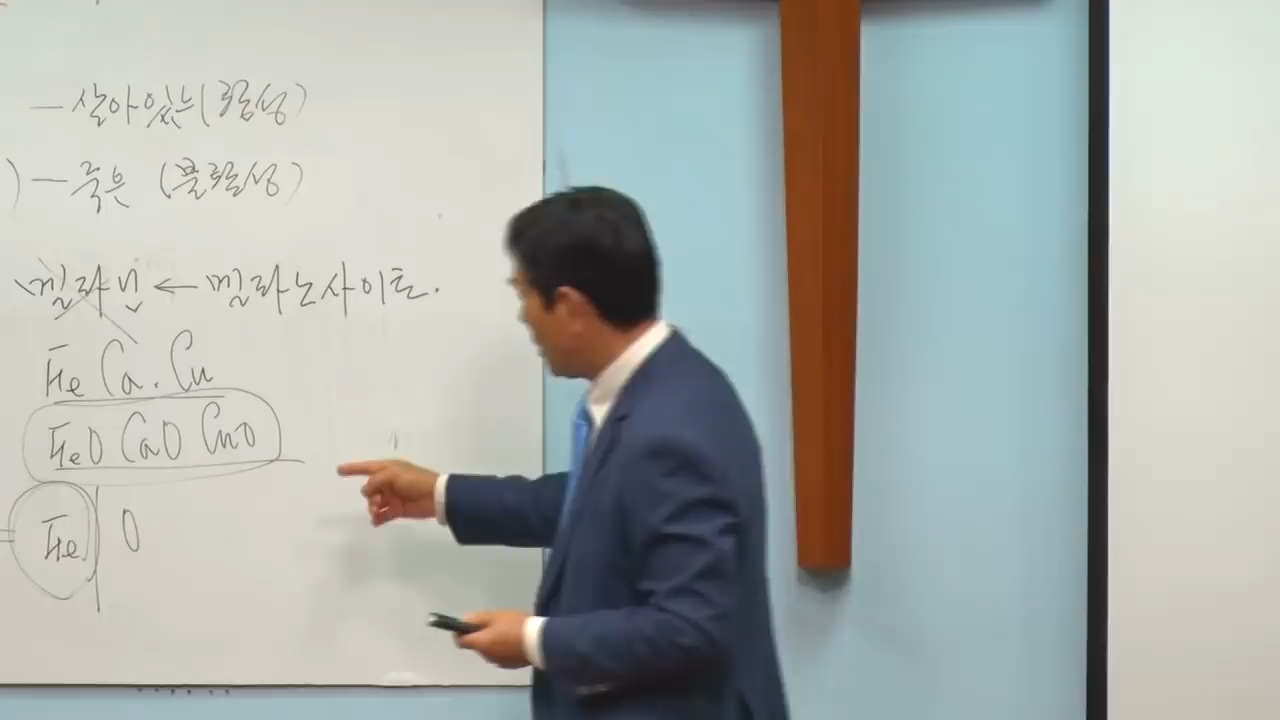 — 살아있는 (활성)
) — 죽은 (불활성)
멜라닌 ← 멜라노사이트.
Fe Ca. Cu
FeO CaO CuO
= Fe | O